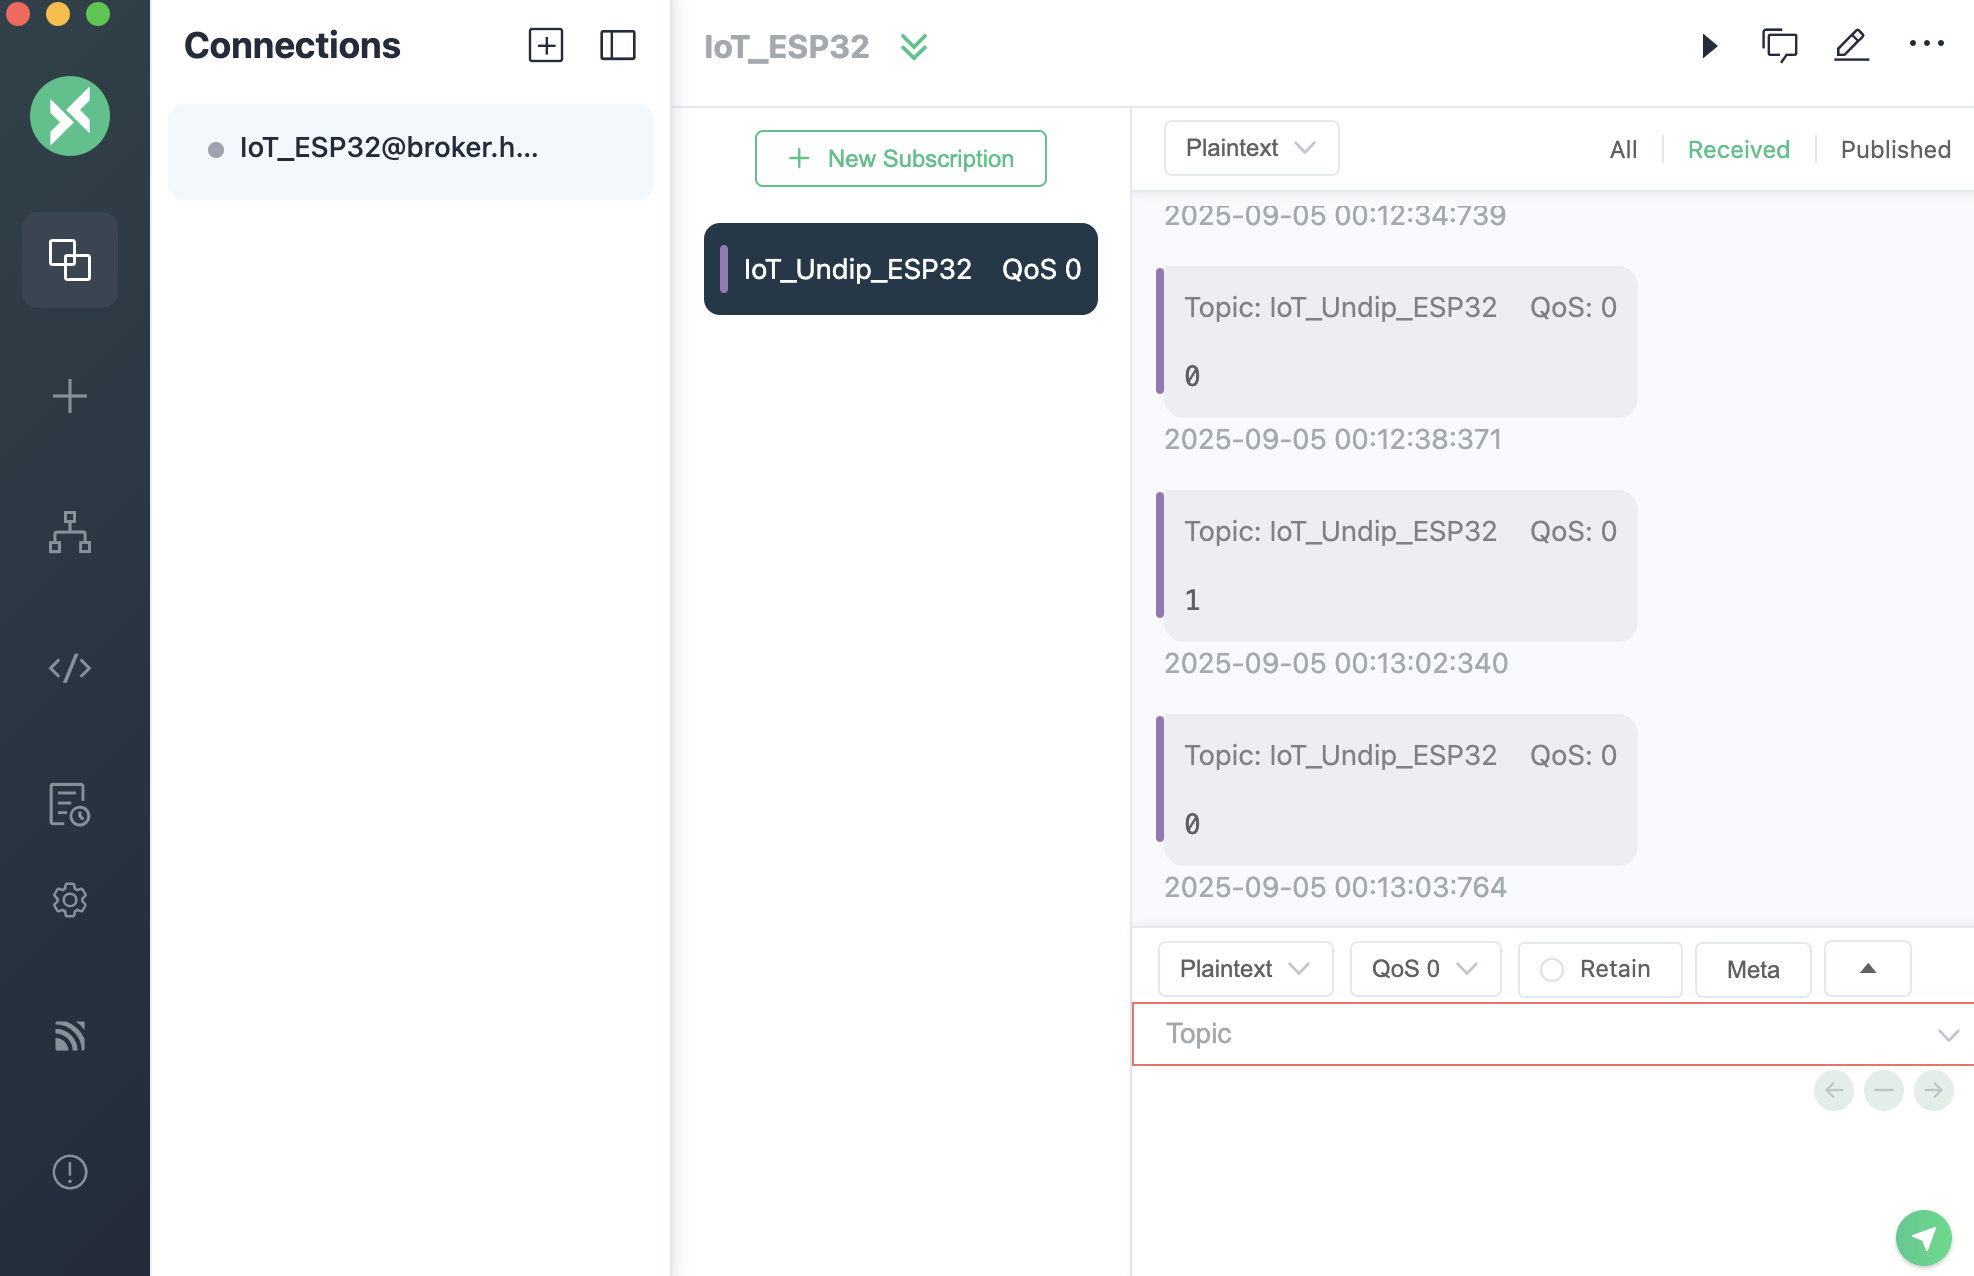 Connections
IoT_ESP32@broker.h...
IoT_ESP32
New Subscription
IoT_Undip_ESP32 QoS 0
Plaintext
All Received Published
2025-09-05 00:12:34:739
Topic: IoT_Undip_ESP32 QoS: 0
0
2025-09-05 00:12:38:371
Topic: IoT_Undip_ESP32 QoS: 0
1
2025-09-05 00:13:02:340
Topic: IoT_Undip_ESP32 QoS: 0
0
2025-09-05 00:13:03:764
Plaintext QoS 0 Retain Meta
Topic